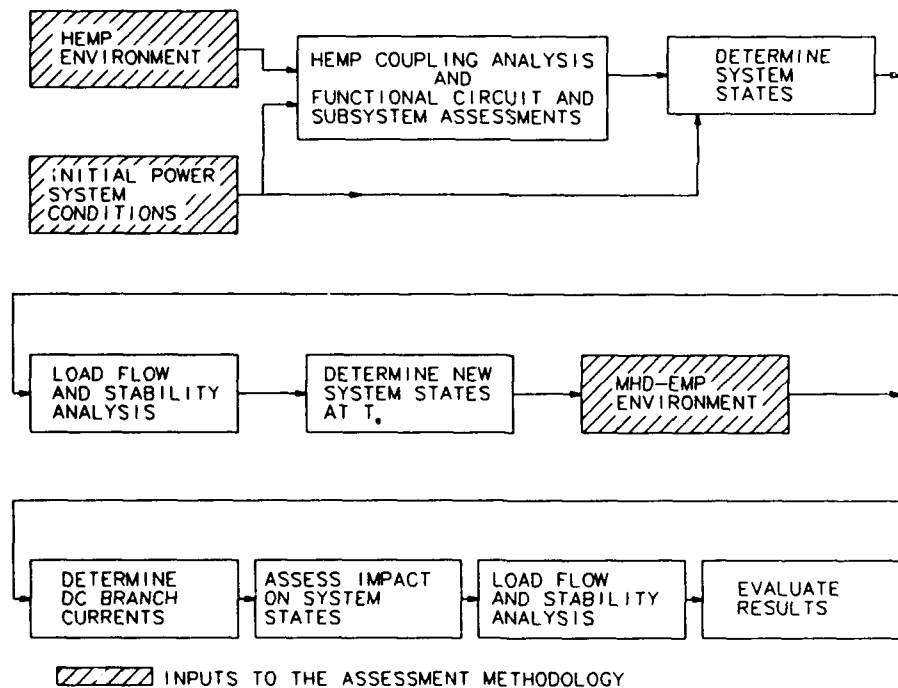 HEMP
ENVIRONMENT
HEMP COUPLING ANALYSIS
AND
FUNCTIONAL CIRCUIT AND
SUBSYSTEM ASSESSMENTS
DETERMINE
SYSTEM
STATES
INITIAL POWER
SYSTEM
CONDITIONS
LOAD FLOW
AND STABILITY
ANALYSIS
DETERMINE NEW
SYSTEM STATES
AT T.
MHD-EMP
ENVIRONMENT
DETERMINE
DC BRANCH
CURRENTS
ASSESS IMPACT
ON SYSTEM
STATES
LOAD FLOW
AND STABILITY
ANALYSIS
EVALUATE
RESULTS
INPUTS TO THE ASSESSMENT METHODOLOGY